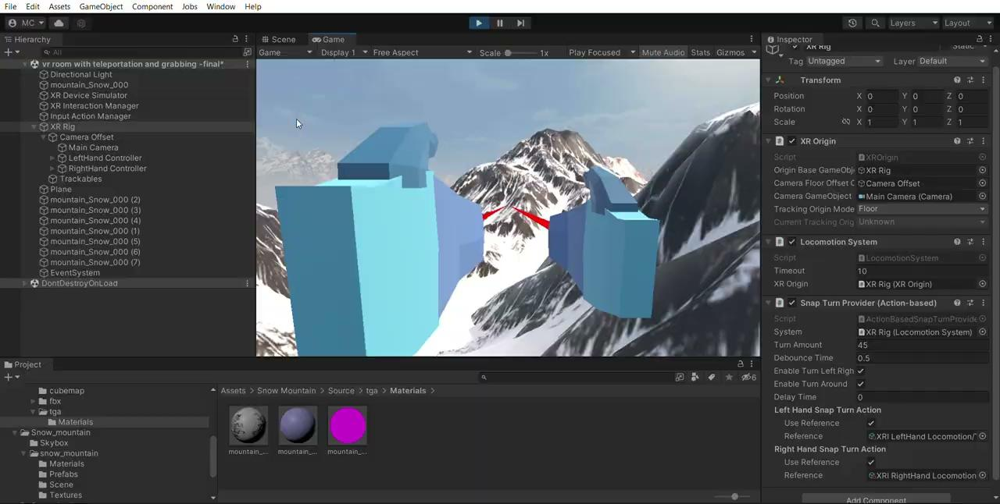 File Edit Assets GameObject Component Jobs Window Help
MC Layers Layout
Hierarchy Scene Game Inspector
All Game Display 1 Free Aspect Scale 1x Play Focused Mute Audio Stats Gizmos
XR Rig Static
Tag Untagged Layer Default
vr room with teleportation and grabbing -final*
Directional Light
mountain_Snow_000
XR Device Simulator
XR Interaction Manager
Input Action Manager
XR Rig
Camera Offset
Main Camera
LeftHand Controller
RightHand Controller
Trackables
Plane
mountain_Snow_000 (2)
mountain_Snow_000 (3)
mountain_Snow_000 (4)
mountain_Snow_000 (1)
mountain_Snow_000 (5)
mountain_Snow_000 (6)
mountain_Snow_000 (7)
EventSystem
DontDestroyOnLoad
Transform
Position X 0 Y 0 Z 0
Rotation X 0 Y 0 Z 0
Scale X 1 Y 1 Z 1
XR Origin
Script XROrigin
Origin Base GameObj XR Rig
Camera Floor Offset C Camera Offset
Camera GameObject Main Camera (Camera)
Tracking Origin Mode Floor
Current Tracking Orig Unknown
Locomotion System
Script LocomotionSystem
Timeout 10
XR Origin XR Rig (XR Origin)
Snap Turn Provider (Action-based)
Script ActionBasedSnapTurnProvide
System XR Rig (Locomotion System)
Turn Amount 45
Debounce Time 0.5
Enable Turn Left Righ
Enable Turn Around
Delay Time 0
Left Hand Snap Turn Action
Use Reference
Reference XRI LeftHand Locomotion/
Right Hand Snap Turn Action
Use Reference
Reference XRI RightHand Locomotion
Add Component
Project
6
cubemap
fbx
tga
Materials
Snow_mountain
Skybox
snow_mountain
Materials
Prefabs
Scene
Textures
Assets > Snow Mountain > Source > tga > Materials >
mountain_... mountain_... mountain_...